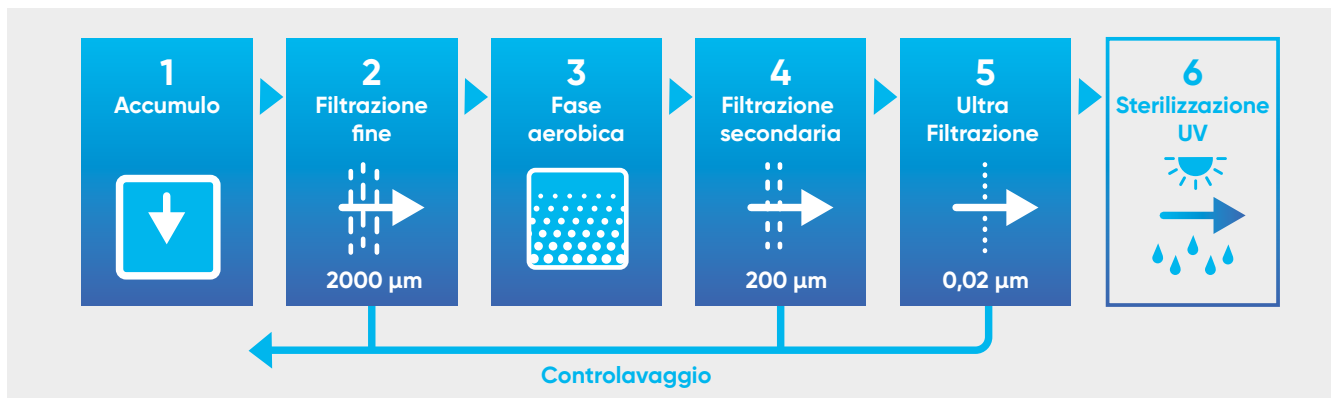 1
Accumulo
2
Filtrazione
fine
2000 µm
3
Fase
aerobica
4
Filtrazione
secondaria
200 µm
5
Ultra
Filtrazione
0,02 µm
6
Sterilizzazione
UV
Controlavaggio